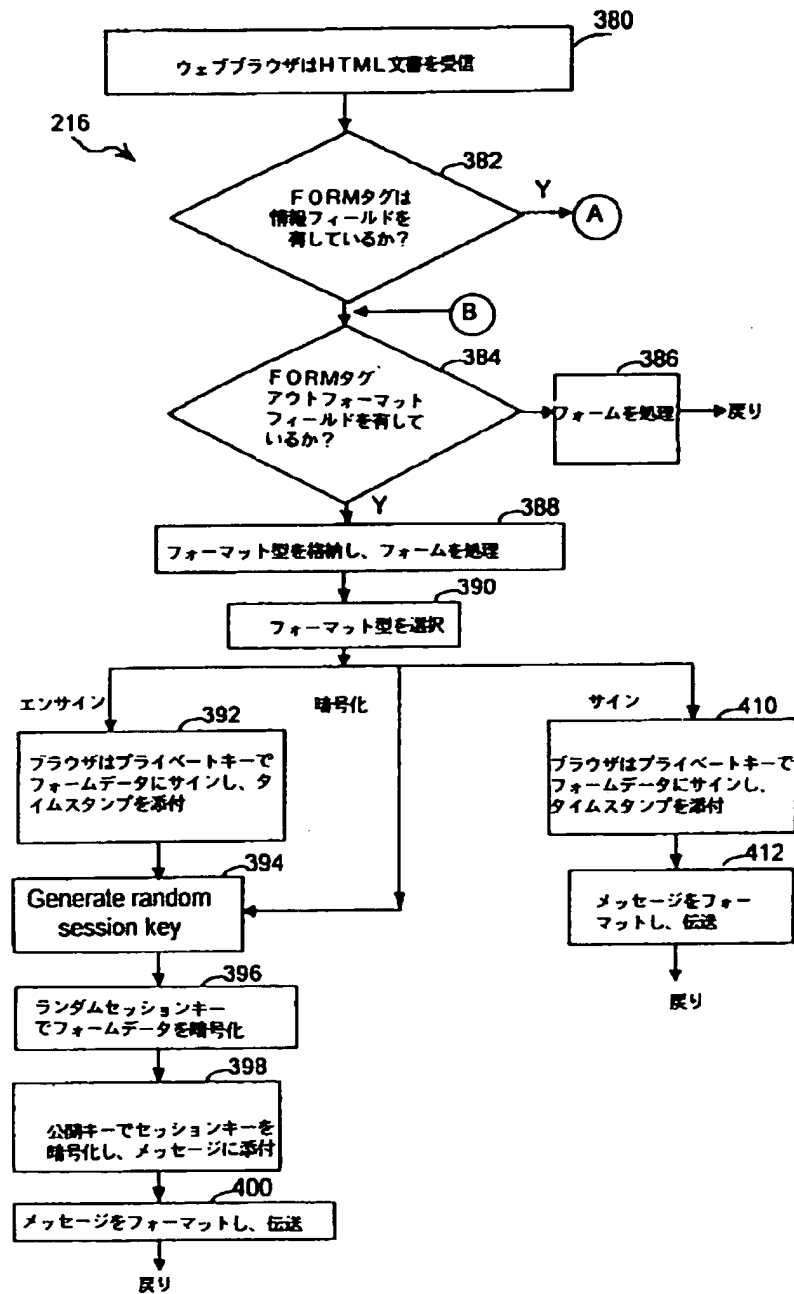 380
ウェブブラウザはHTML文書を受信
216
382
FORMタグは
情報フィールドを
有しているか?
Y
A
B
384
FORMタグ
アウトフォーマット
フィールドを有して
いるか?
386
フォームを処理
戻り
Y
388
フォーマット型を格納し、フォームを処理
390
フォーマット型を選択
エンサイン
暗号化
サイン
392
ブラウザはプライベートキーで
フォームデータにサインし、タ
イムスタンプを添付
410
ブラウザはプライベートキーで
フォームデータにサインし、
タイムスタンプを添付
394
Generate random
session key
412
メッセージをフォー
マットし、伝送
戻り
396
ランダムセッションキー
でフォームデータを暗号化
398
公開キーでセッションキーを
暗号化し、メッセージに添付
400
メッセージをフォーマットし、伝送
戻り